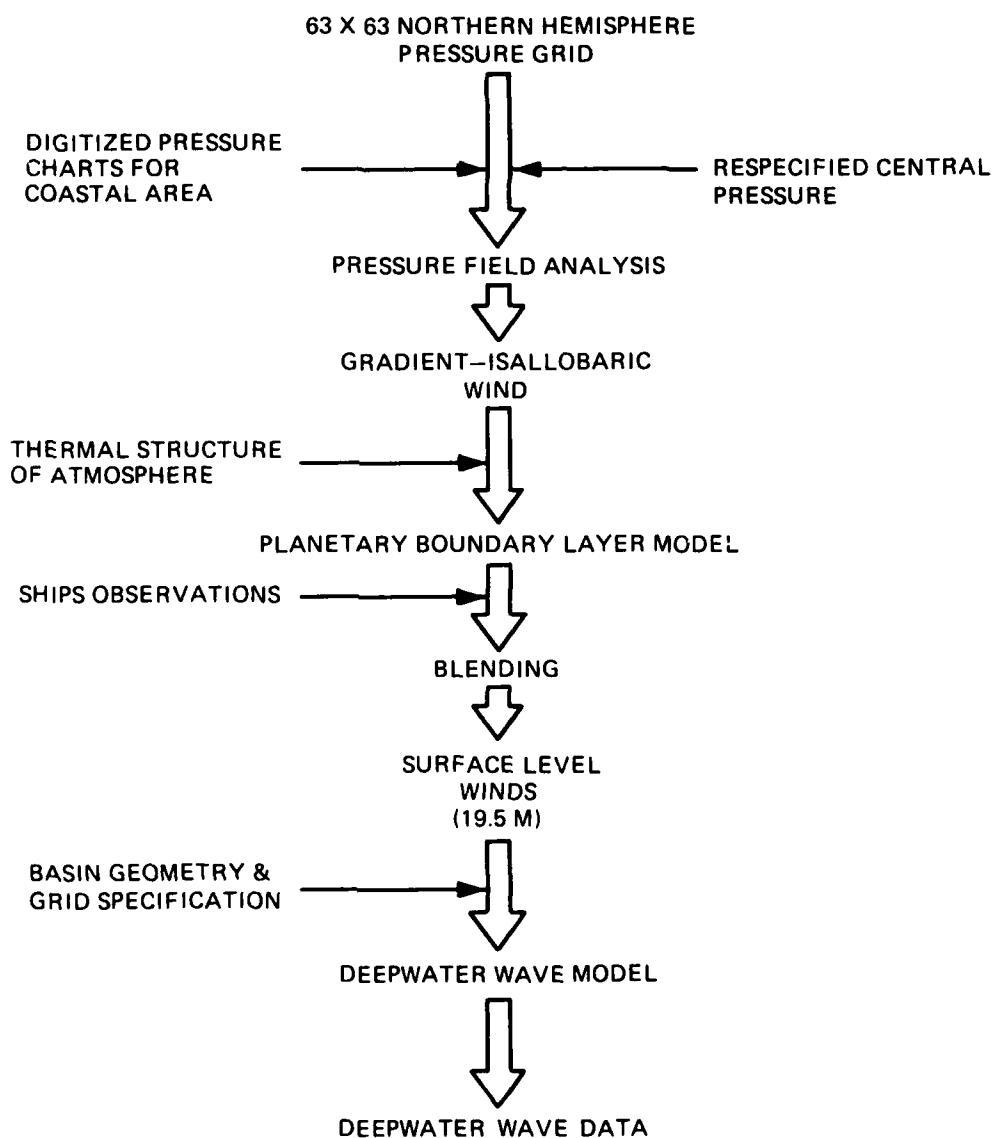 63 X 63 NORTHERN HEMISPHERE
PRESSURE GRID
DIGITIZED PRESSURE
CHARTS FOR
COASTAL AREA
RESPECIFIED CENTRAL
PRESSURE
PRESSURE FIELD ANALYSIS
GRADIENT–ISALLOBARIC
WIND
THERMAL STRUCTURE
OF ATMOSPHERE
PLANETARY BOUNDARY LAYER MODEL
SHIPS OBSERVATIONS
BLENDING
SURFACE LEVEL
WINDS
(19.5 M)
BASIN GEOMETRY &
GRID SPECIFICATION
DEEPWATER WAVE MODEL
DEEPWATER WAVE DATA